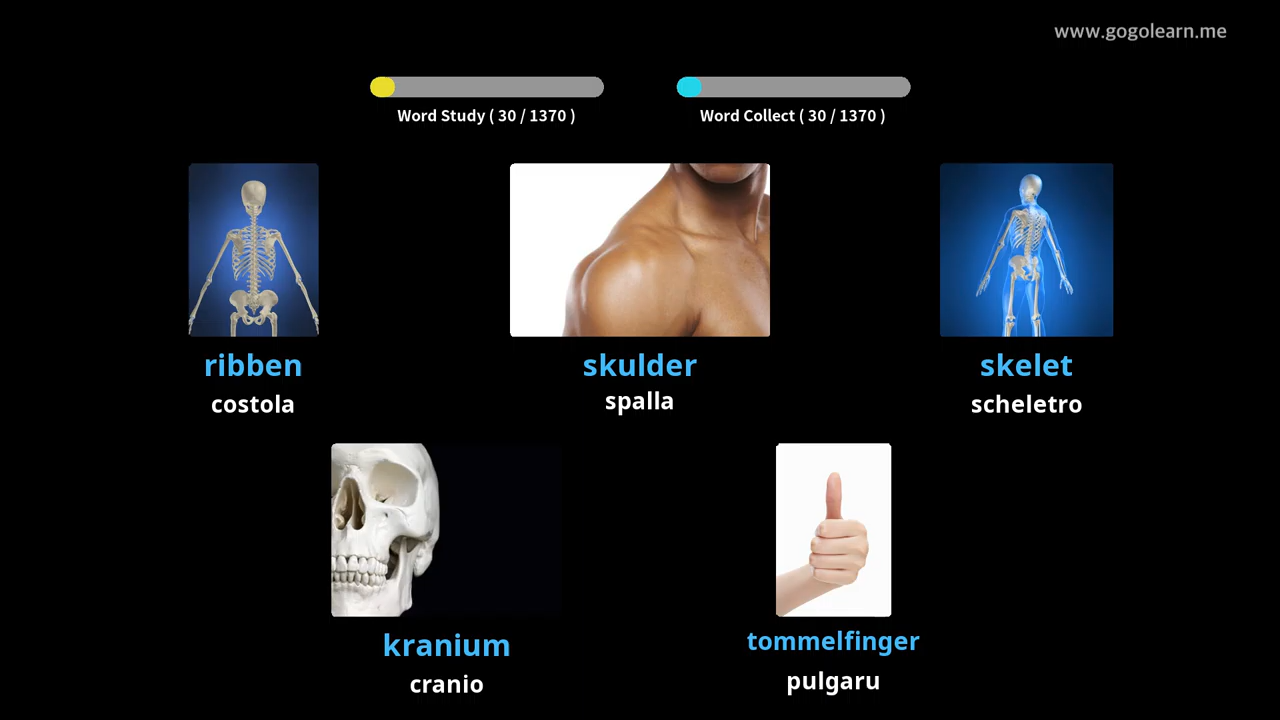 www.gogolearn.me
Word Study ( 30 / 1370 )
Word Collect ( 30 / 1370 )
ribben
costola
skulder
spalla
skelet
scheletro
kranium
cranio
tommelfinger
pulgaru